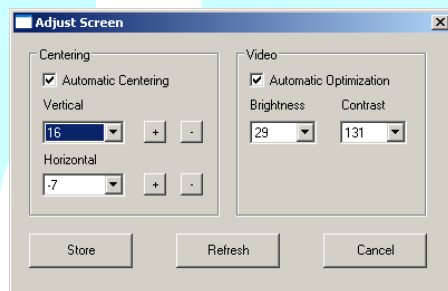 Adjust Screen
Centering
Automatic Centering
Vertical
16
+
-
Horizontal
-7
+
-
Video
Automatic Optimization
Brightness
Contrast
29
131
Store
Refresh
Cancel